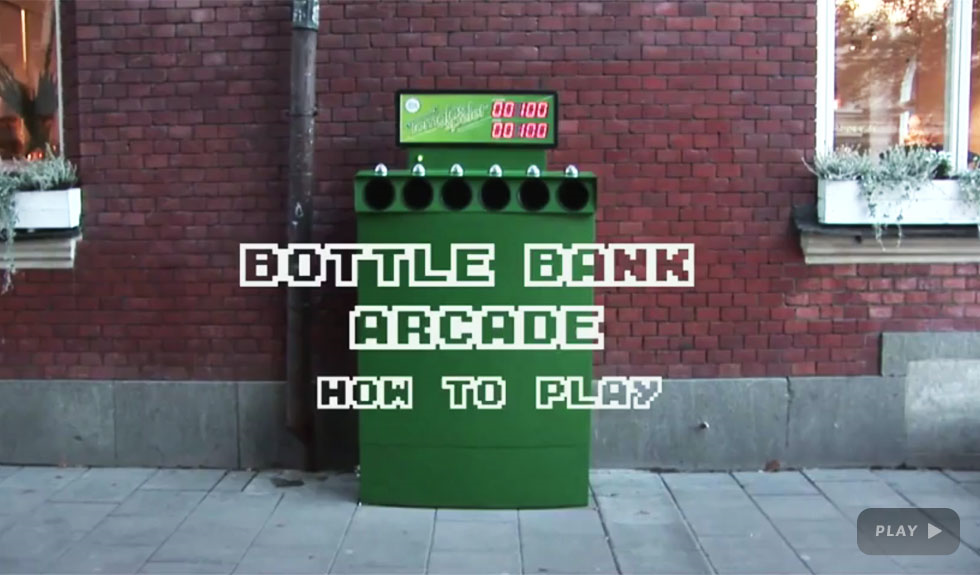 00100
00100
BOTTLE BANK
ARCADE
HOW TO PLAY
PLAY